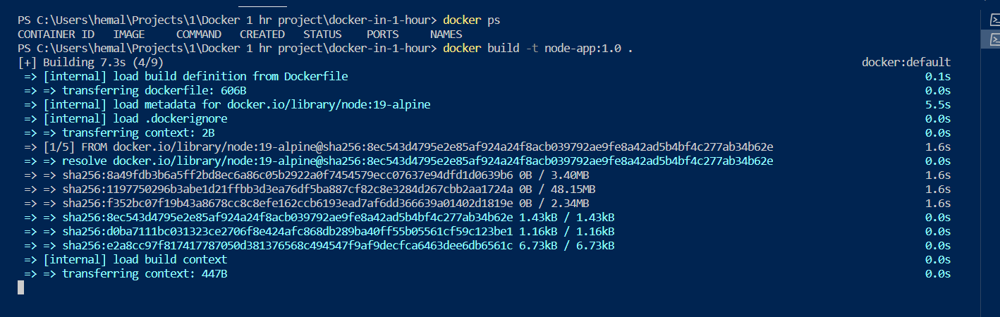 PS C:\Users\hemal\Projects\1\Docker 1 hr project\docker-in-1-hour> docker ps
CONTAINER ID   IMAGE     COMMAND   CREATED   STATUS    PORTS     NAMES
PS C:\Users\hemal\Projects\1\Docker 1 hr project\docker-in-1-hour> docker build -t node-app:1.0 .
[+] Building 7.3s (4/9) docker:default
=> [internal] load build definition from Dockerfile 0.1s
=> => transferring dockerfile: 606B 0.0s
=> [internal] load metadata for docker.io/library/node:19-alpine 5.5s
=> [internal] load .dockerignore 0.0s
=> => transferring context: 2B 0.0s
=> [1/5] FROM docker.io/library/node:19-alpine@sha256:8ec543d4795e2e85af924a24f8acb039792ae9fe8a42ad5b4bf4c277ab34b62e 1.6s
=> => resolve docker.io/library/node:19-alpine@sha256:8ec543d4795e2e85af924a24f8acb039792ae9fe8a42ad5b4bf4c277ab34b62e 0.0s
=> => sha256:8a49fdb3b6a5ff2bd8ec6a86c05b2922a0f7454579ecc07637e94dfd1d0639b6 0B / 3.40MB 1.6s
=> => sha256:1197750296b3abe1d21ffbb3d3ea76df5ba887cf82c8e3284d267cbb2aa1724a 0B / 48.15MB 1.6s
=> => sha256:f352bc07f19b43a8678cc8c8efe162ccb6193ead7af6dd366639a01402d1819e 0B / 2.34MB 1.6s
=> => sha256:8ec543d4795e2e85af924a24f8acb039792ae9fe8a42ad5b4bf4c277ab34b62e 1.43kB / 1.43kB 0.0s
=> => sha256:d0ba7111bc031323ce2706f8e424afc868db289ba40ff55b05561cf59c123be1 1.16kB / 1.16kB 0.0s
=> => sha256:e2a8cc97f817417787050d381376568c494547f9af9decfca6463dee6db6561c 6.73kB / 6.73kB 0.0s
=> [internal] load build context 0.0s
=> => transferring context: 447B 0.0s